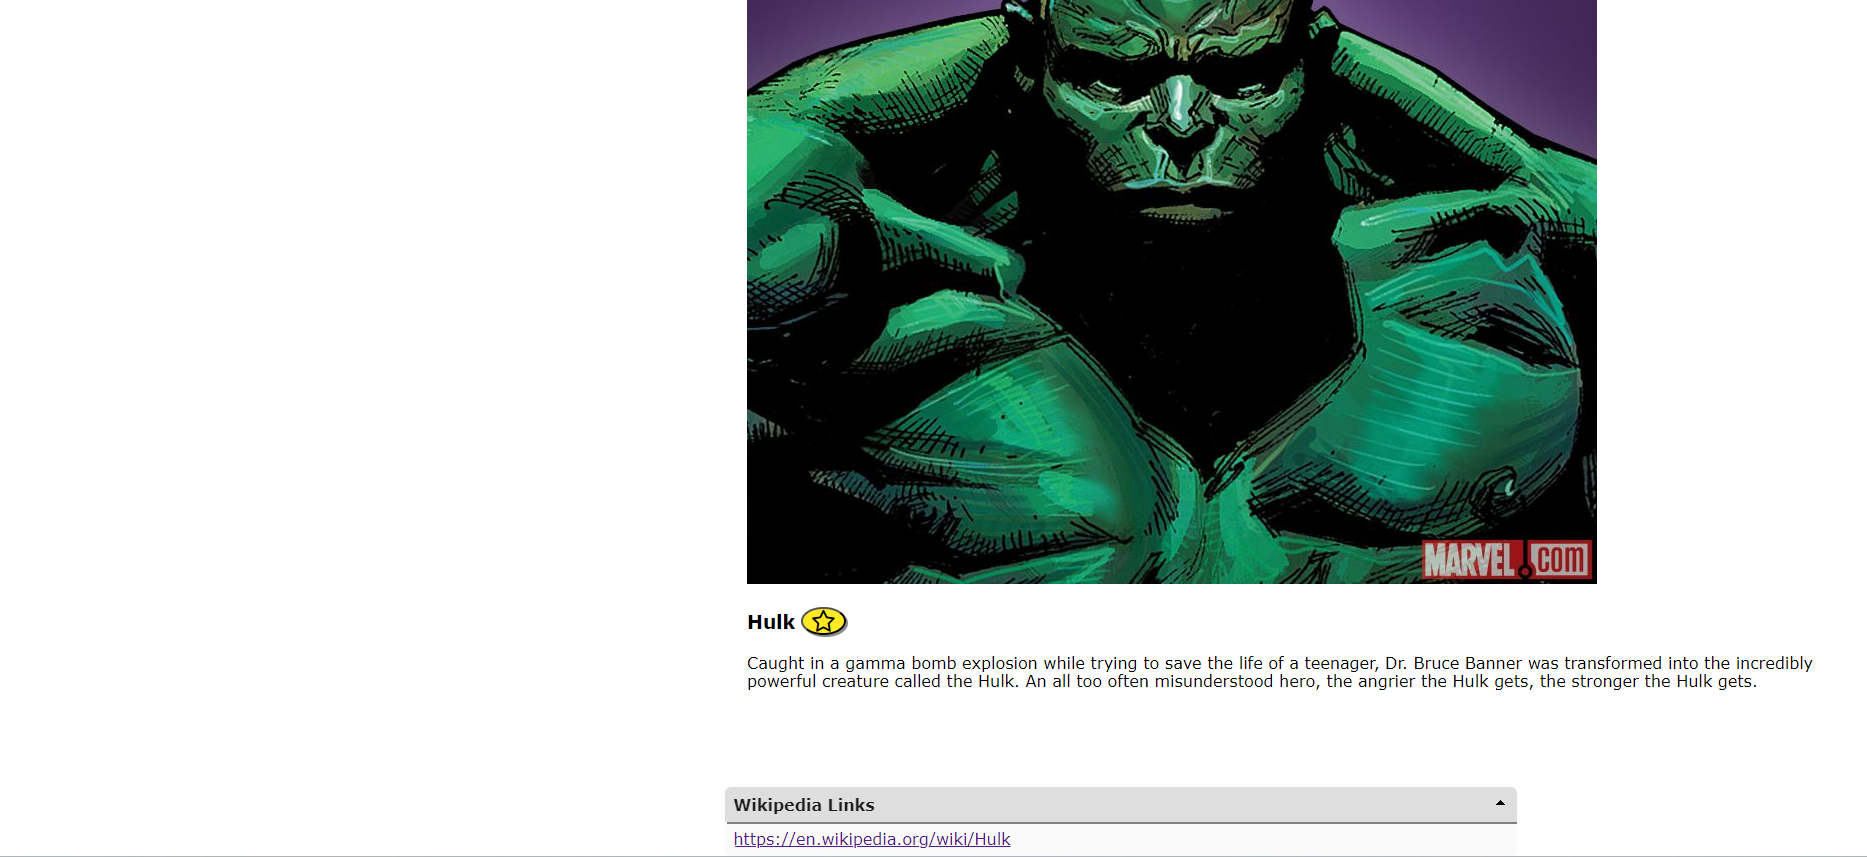 MARVEL.com
Hulk
Caught in a gamma bomb explosion while trying to save the life of a teenager, Dr. Bruce Banner was transformed into the incredibly
powerful creature called the Hulk. An all too often misunderstood hero, the angrier the Hulk gets, the stronger the Hulk gets.
Wikipedia Links
https://en.wikipedia.org/wiki/Hulk